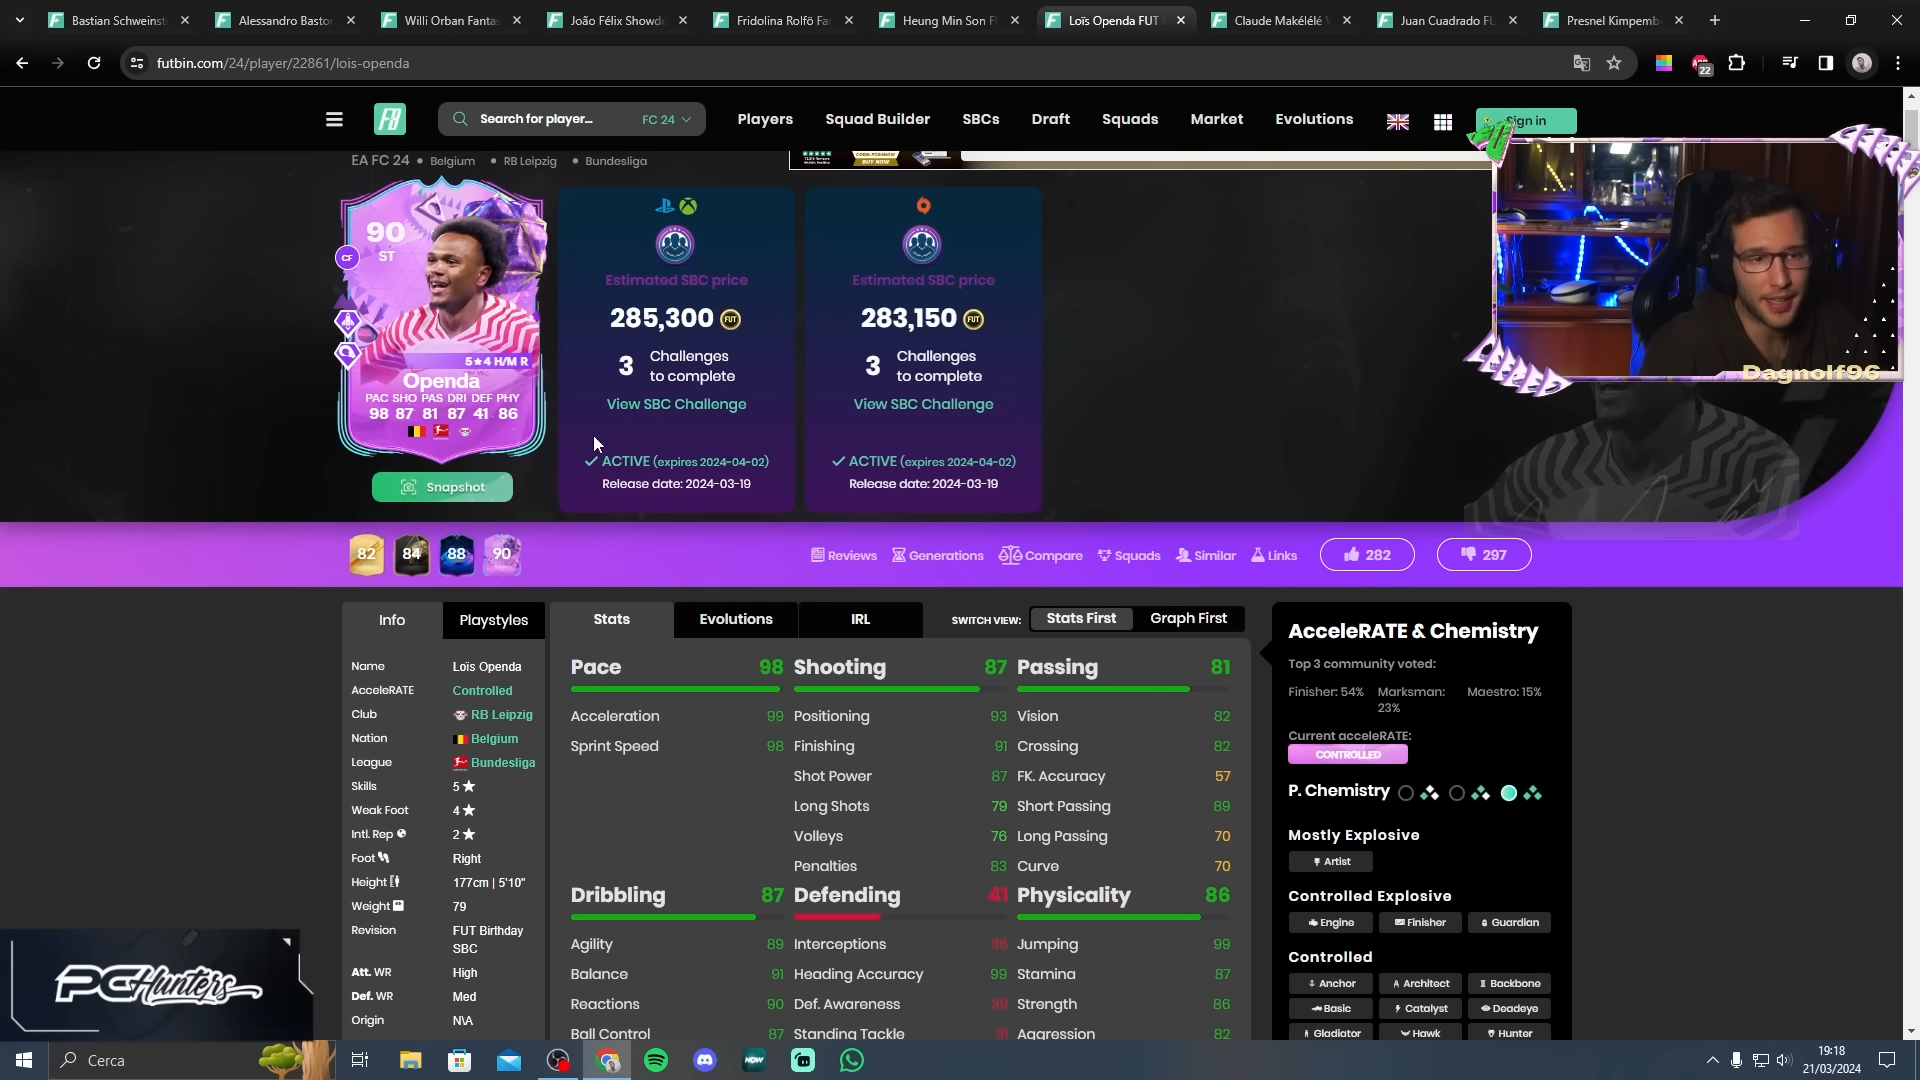 Bastian Schweinst
Alessandro Bastor
Willi Orban Fantas
João Félix Showdo
Fridolina Rolfö Fan
Heung Min Son F
Loïs Openda FUT
Claude Makélélé
Juan Cuadrado FU
Presnel Kimpemb
futbin.com/24/player/22861/lois-openda
22
Search for player...
FC 24
Players
Squad Builder
SBCs
Draft
Squads
Market
Evolutions
Sign in
EA FC 24 • Belgium • RB Leipzig • Bundesliga
90
ST
CF
5★4 H/M R
Openda
PAC SHO PAS DRI DEF PHY
98 87 81 87 41 86
Snapshot
Estimated SBC price
285,300
3 Challenges
to complete
View SBC Challenge
ACTIVE (expires 2024-04-02)
Release date: 2024-03-19
Estimated SBC price
283,150
3 Challenges
to complete
View SBC Challenge
ACTIVE (expires 2024-04-02)
Release date: 2024-03-19
Dagnolf96
82 84 88 90
Reviews
Generations
Compare
Squads
Similar
Links
282
297
Info
Playstyles
Name Loïs Openda
AcceleRATE Controlled
Club RB Leipzig
Nation Belgium
League Bundesliga
Skills 5 ★
Weak Foot 4 ★
Intl. Rep 2 ★
Foot Right
Height 177cm | 5'10"
Weight 79
Revision FUT Birthday
SBC
Att. WR High
Def. WR Med
Origin N\A
Stats
Evolutions
IRL
SWITCH VIEW:
Stats First
Graph First
Pace 98
Acceleration 99
Sprint Speed 98
Shooting 87
Positioning 93
Finishing 91
Shot Power 87
Long Shots 79
Volleys 76
Penalties 83
Passing 81
Vision 82
Crossing 82
FK. Accuracy 57
Short Passing 89
Long Passing 70
Curve 70
Dribbling 87
Agility 89
Balance 91
Reactions 90
Ball Control 87
Defending 41
Interceptions 36
Heading Accuracy 99
Def. Awareness 39
Standing Tackle 31
Physicality 86
Jumping 99
Stamina 87
Strength 86
Aggression 82
AcceleRATE & Chemistry
Top 3 community voted:
Finisher: 54% Marksman: 23% Maestro: 15%
Current acceleRATE:
CONTROLLED
P. Chemistry
Mostly Explosive
Artist
Controlled Explosive
Engine
Finisher
Guardian
Controlled
Anchor
Architect
Backbone
Basic
Catalyst
Deadeye
Gladiator
Hawk
Hunter
PCHunters
Cerca
NOW
19:18
21/03/2024